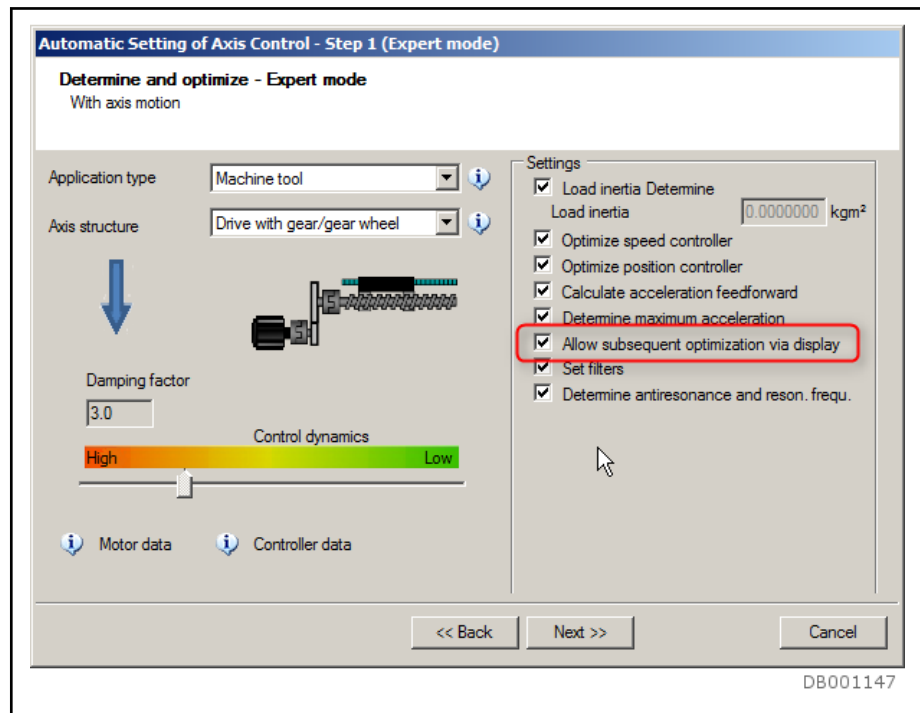 Automatic Setting of Axis Control - Step 1 (Expert mode)
Determine and optimize - Expert mode
With axis motion
Application type
Machine tool
Axis structure
Drive with gear/gear wheel
Damping factor
3.0
Control dynamics
High
Low
Motor data
Controller data
Settings
Load inertia Determine
Load inertia
0.0000000 kgm²
Optimize speed controller
Optimize position controller
Calculate acceleration feedforward
Determine maximum acceleration
Allow subsequent optimization via display
Set filters
Determine antiresonance and reson. frequ.
<< Back
Next >>
Cancel
DB001147